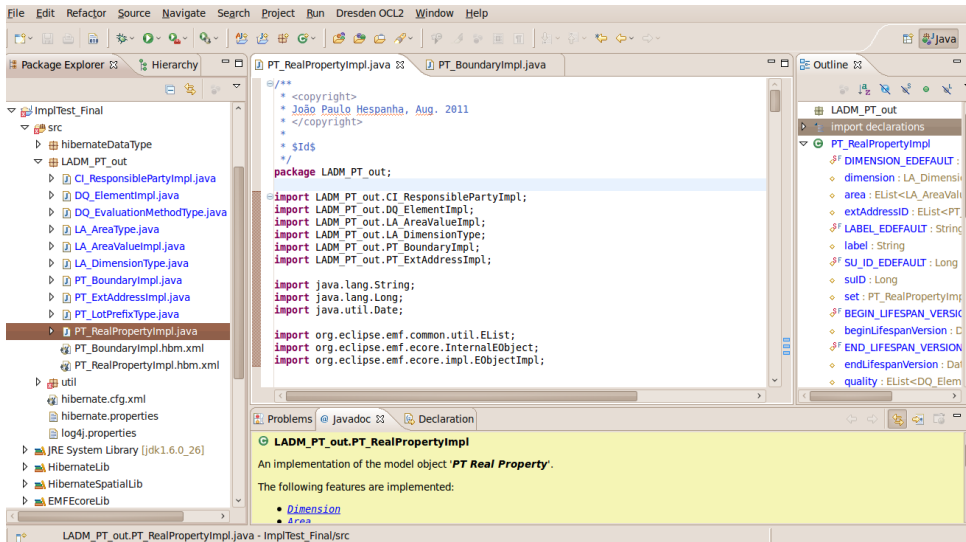 File Edit Refactor Source Navigate Search Project Run Dresden OCL2 Window Help
Java
Package Explorer
Hierarchy
ImplTest_Final
src
hibernateDataType
LADM_PT_out
CI_ResponsiblePartyImpl.java
DQ_ElementImpl.java
DQ_EvaluationMethodType.java
LA_AreaType.java
LA_AreaValueImpl.java
LA_DimensionType.java
PT_BoundaryImpl.java
PT_ExtAddressImpl.java
PT_LotPrefixType.java
PT_RealPropertyImpl.java
PT_BoundaryImpl.hbm.xml
PT_RealPropertyImpl.hbm.xml
util
hibernate.cfg.xml
hibernate.properties
log4j.properties
JRE System Library [jdk1.6.0_26]
HibernateLib
HibernateSpatialLib
EMFEcoreLib
PT_RealPropertyImpl.java
PT_BoundaryImpl.java
/**
* <copyright>
* João Paulo Hespanha, Aug. 2011
* </copyright>
*
* $Id$
*/
package LADM_PT_out;
import LADM_PT_out.CI_ResponsiblePartyImpl;
import LADM_PT_out.DQ_ElementImpl;
import LADM_PT_out.LA_AreaValueImpl;
import LADM_PT_out.LA_DimensionType;
import LADM_PT_out.PT_BoundaryImpl;
import LADM_PT_out.PT_ExtAddressImpl;
import java.lang.String;
import java.lang.Long;
import java.util.Date;
import org.eclipse.emf.common.util.EList;
import org.eclipse.emf.ecore.InternalEObject;
import org.eclipse.emf.ecore.impl.EObjectImpl;
Outline
LADM_PT_out
import declarations
PT_RealPropertyImpl
DIMENSION_EDEFAULT :
dimension : LA_Dimensi
area : EList<LA_AreaValu
extAddressID : EList<PT_
LABEL_EDEFAULT : String
label : String
SU_ID_EDEFAULT : Long
suID : Long
set : PT_RealPropertyImp
BEGIN_LIFESPAN_VERSIO
beginLifespanVersion : D
END_LIFESPAN_VERSION
endLifespanVersion : Dat
quality : EList<DQ_Elem
Problems @ Javadoc Declaration
LADM_PT_out.PT_RealPropertyImpl
An implementation of the model object 'PT Real Property'.
The following features are implemented:
• Dimension
• Area
LADM_PT_out.PT_RealPropertyImpl.java - ImplTest_Final/src